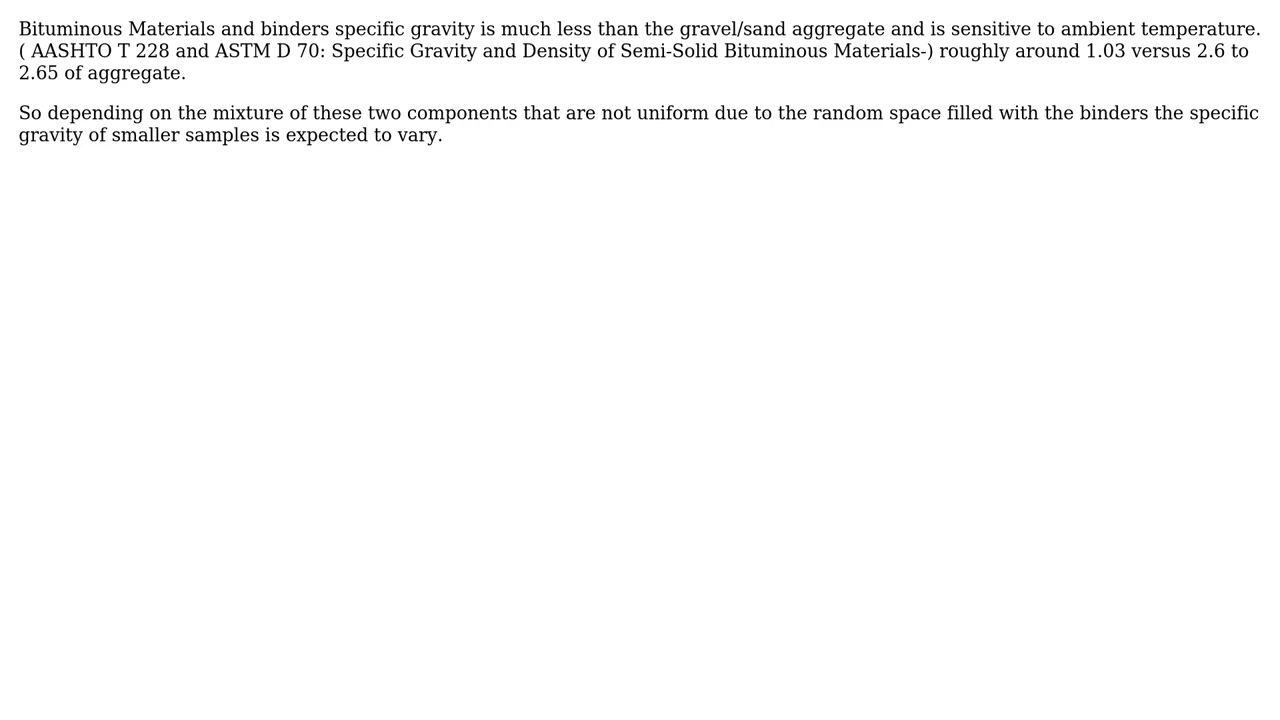 Bituminous Materials and binders specific gravity is much less than the gravel/sand aggregate and is sensitive to ambient temperature.
( AASHTO T 228 and ASTM D 70: Specific Gravity and Density of Semi-Solid Bituminous Materials-) roughly around 1.03 versus 2.6 to
2.65 of aggregate.
So depending on the mixture of these two components that are not uniform due to the random space filled with the binders the specific
gravity of smaller samples is expected to vary.